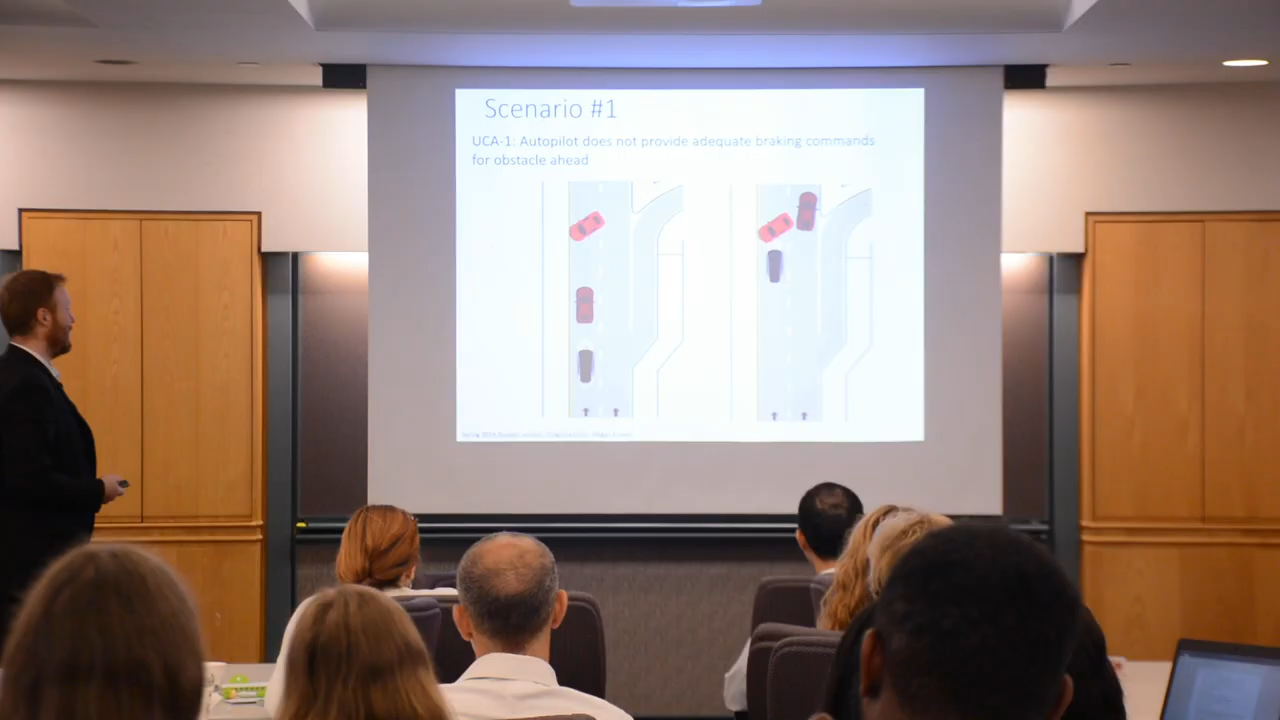 Scenario #1
UCA-1: Autopilot does not provide adequate braking commands
for obstacle ahead